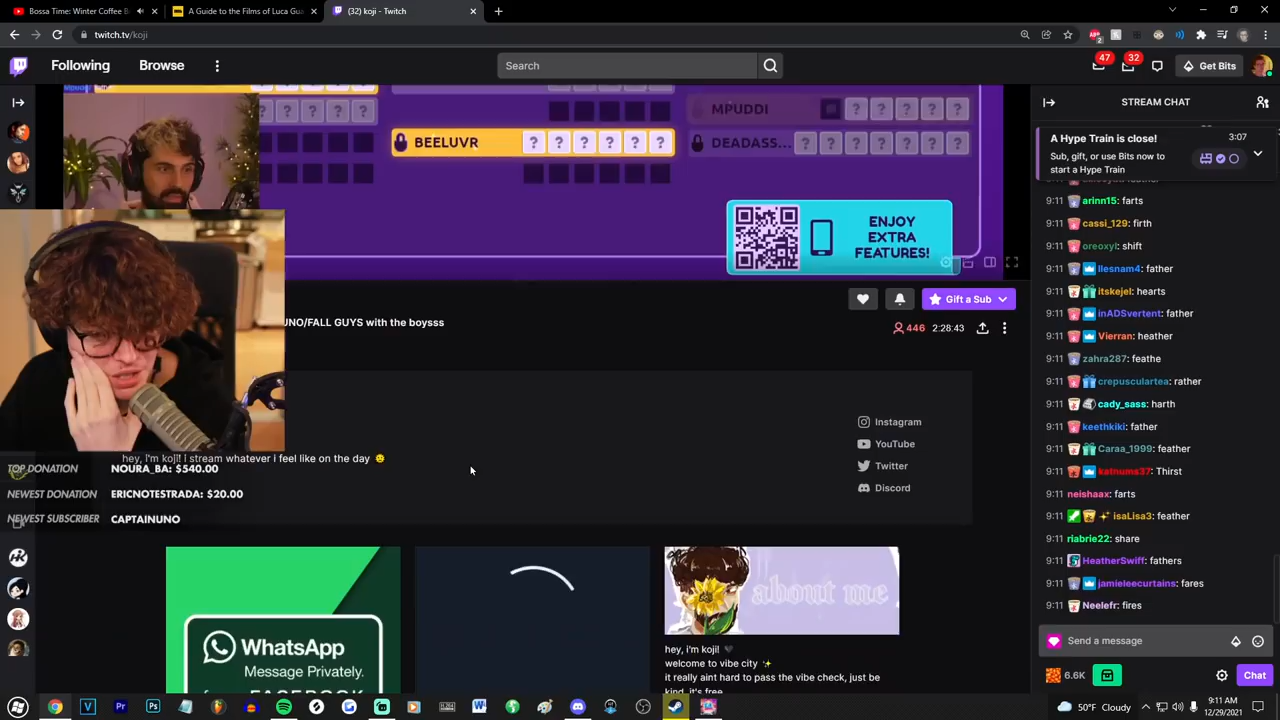 Bossa Time: Winter Coffee B
A Guide to the Films of Luca Gua
(32) koji - Twitch
twitch.tv/koji
Following
Browse
Search
47
32
Get Bits
MPUDDI
? ? ? ? ?
BEELUVR
? ? ? ? ?
DEADASS...
? ? ? ? ?
ENJOY
EXTRA
FEATURES!
Gift a Sub
UNO/FALL GUYS with the boysss
446
2:28:43
Instagram
YouTube
Twitter
Discord
hey, I'm koji! i stream whatever i feel like on the day
TOP DONATION NOURA_BA: $540.00
NEWEST DONATION ERICNOTESTRADA: $20.00
NEWEST SUBSCRIBER CAPTAINUNO
WhatsApp
Message Privately.
about me
hey, i'm koji!
welcome to vibe city
it really aint hard to pass the vibe check, just be
kind, it's free
STREAM CHAT
A Hype Train is close!
3:07
Sub, gift, or use Bits now to
start a Hype Train
9:11 arinn15: farts
9:11 cassi_129: firth
9:11 oreoxyl: shift
9:11 llesnam4: father
9:11 itskejel: hearts
9:11 inADSvertent: father
9:11 Vierran: heather
9:11 zahra287: feathe
9:11 crepusculartea: rather
9:11 cady_sass: harth
9:11 keethkiki: father
9:11 Caraa_1999: feather
9:11 katnums37: Thirst
9:11 neishaax: farts
9:11 isaLisa3: feather
9:11 riabrie22: share
9:11 HeatherSwiff: fathers
9:11 jamieleecurtains: fares
9:11 Neelefr: fires
Send a message
6.6K
Chat
50°F Cloudy
9:11 AM
12/29/2021